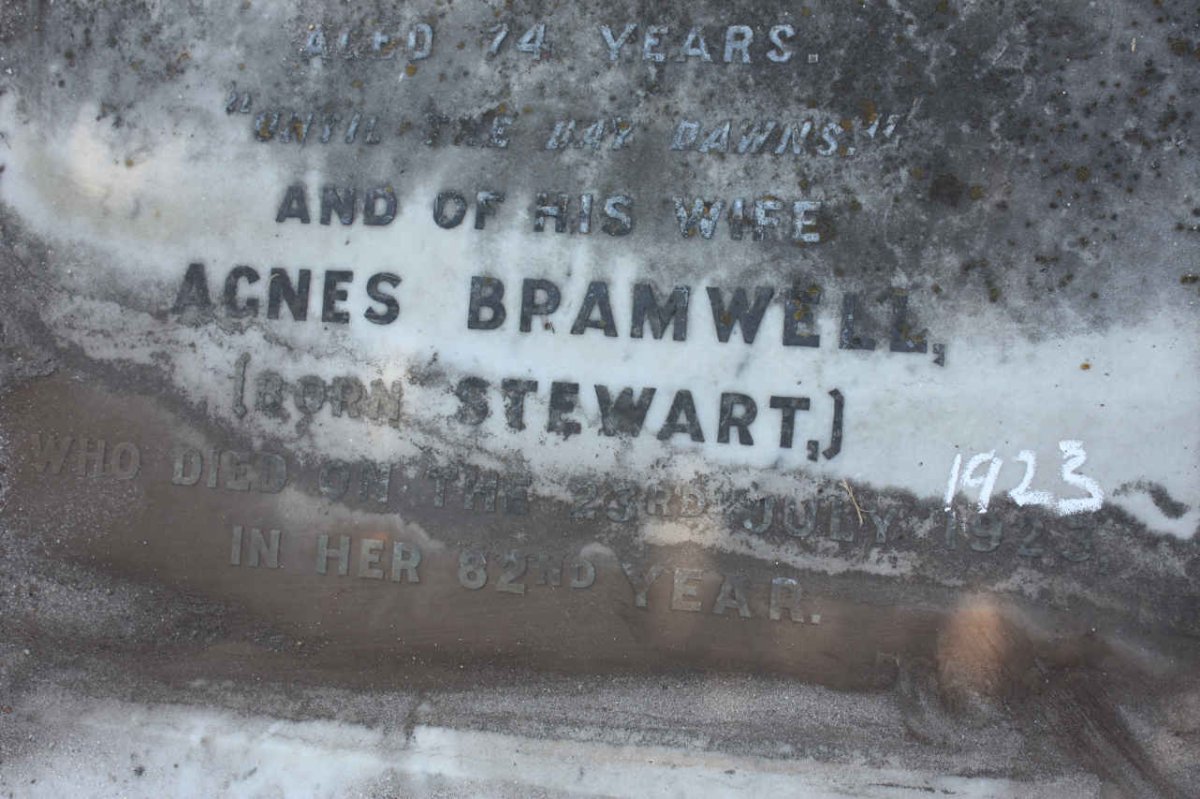 AGED 74 YEARS.
"UNTIL THE DAY DAWNS."
AND OF HIS WIFE
AGNES BRAMWELL,
(BORN STEWART,)
1923
WHO DIED ON THE 23RD JULY 1923,
IN HER 82ND YEAR.